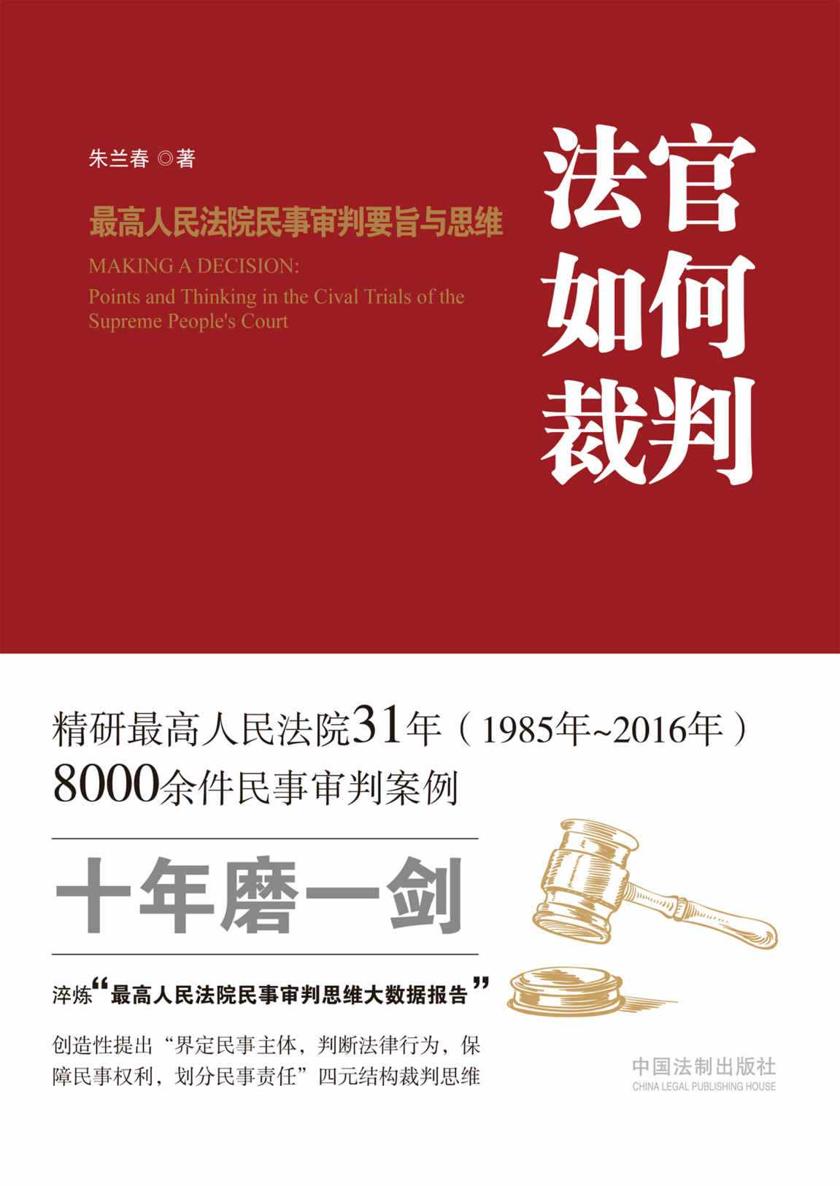 朱兰春 ◎著
法官
如何
裁判
最高人民法院民事审判要旨与思维
MAKING A DECISION:
Points and Thinking in the Cival Trials of the
Supreme People's Court
精研最高人民法院31年（1985年~2016年）
8000余件民事审判案例
十年磨一剑
淬炼“最高人民法院民事审判思维大数据报告”
创造性提出“界定民事主体，判断法律行为，保
障民事权利，划分民事责任”四元结构裁判思维
中国法制出版社
CHINA LEGAL PUBLISHING HOUSE